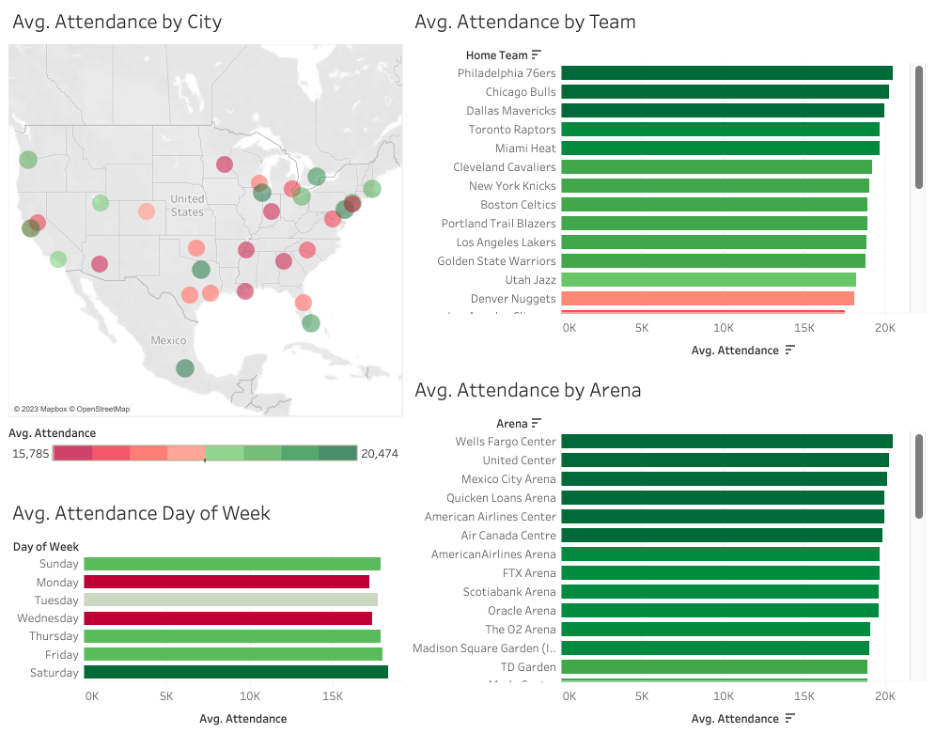 Avg. Attendance by City
United
States
Mexico
© 2023 Mapbox © OpenStreetMap
Avg. Attendance
15,785
20,474
Avg. Attendance Day of Week
Day of Week
Sunday
Monday
Tuesday
Wednesday
Thursday
Friday
Saturday
0K 5K 10K 15K
Avg. Attendance
Avg. Attendance by Team
Home Team
Philadelphia 76ers
Chicago Bulls
Dallas Mavericks
Toronto Raptors
Miami Heat
Cleveland Cavaliers
New York Knicks
Boston Celtics
Portland Trail Blazers
Los Angeles Lakers
Golden State Warriors
Utah Jazz
Denver Nuggets
0K 5K 10K 15K 20K
Avg. Attendance
Avg. Attendance by Arena
Arena
Wells Fargo Center
United Center
Mexico City Arena
Quicken Loans Arena
American Airlines Center
Air Canada Centre
AmericanAirlines Arena
FTX Arena
Scotiabank Arena
Oracle Arena
The O2 Arena
Madison Square Garden (I..
TD Garden
0K 5K 10K 15K 20K
Avg. Attendance